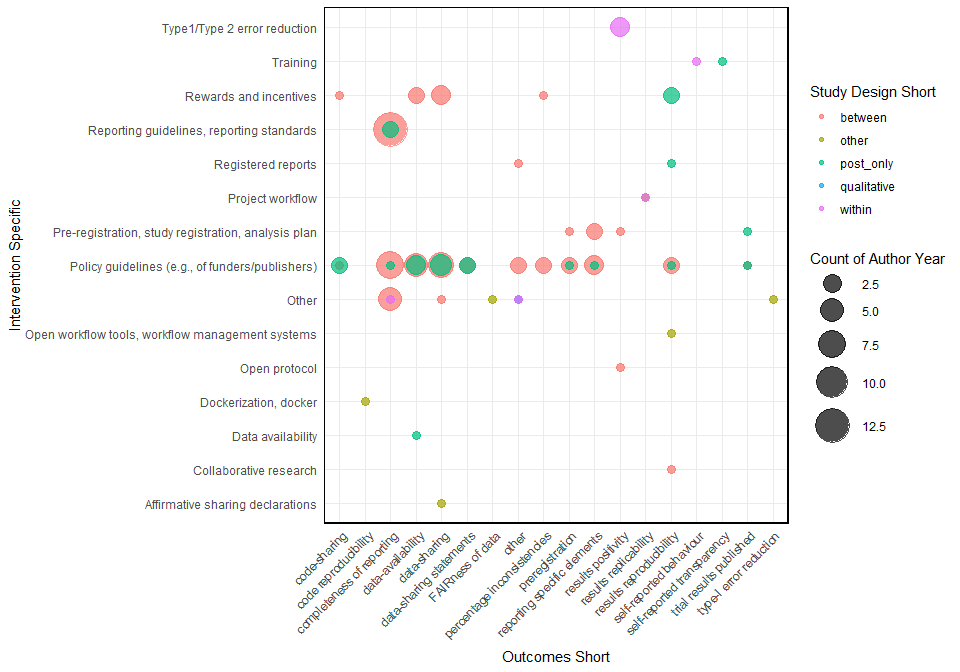 Type1/Type 2 error reduction
Training
Rewards and incentives
Reporting guidelines, reporting standards
Registered reports
Project workflow
Pre-registration, study registration, analysis plan
Policy guidelines (e.g., of funders/publishers)
Other
Open workflow tools, workflow management systems
Open protocol
Dockerization, docker
Data availability
Collaborative research
Affirmative sharing declarations
Intervention Specific
code-sharing
code reproducibility
completeness of reporting
data-availability
data-sharing
data-sharing statements
FAIRness of data
other
percentage inconsistencies
preregistration
reporting specific elements
results positivity
results replicability
results reproducibility
self-reported behaviour
self-reported transparency
trial results published
type-I error reduction
Outcomes Short
Study Design Short
between
other
post_only
qualitative
within
Count of Author Year
2.5
5.0
7.5
10.0
12.5